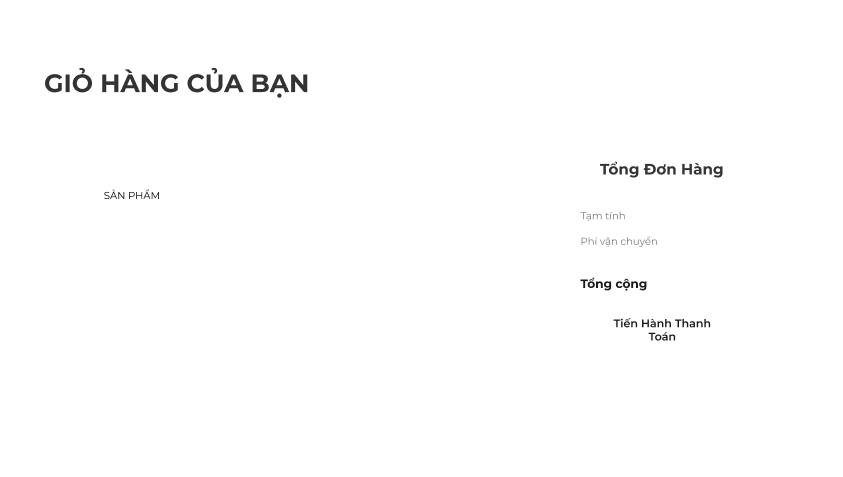 GIỎ HÀNG CỦA BẠN
SẢN PHẨM
Tổng Đơn Hàng
Tạm tính
Phí vận chuyển
Tổng cộng
Tiến Hành Thanh
Toán